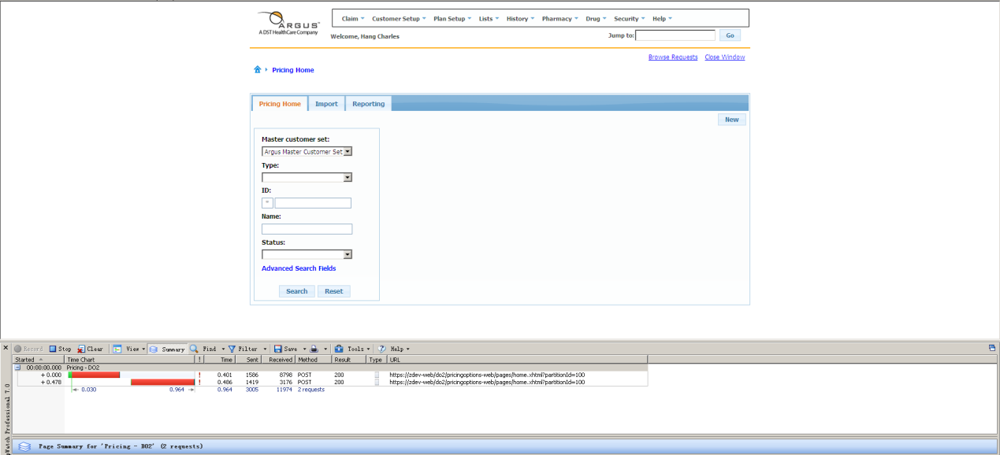 ARGUS
A DST HealthCare Company
Claim Customer Setup Plan Setup Lists History Pharmacy Drug Security Help
Welcome, Hang Charles
Jump to: Go
Browse Requests Close Window
Pricing Home
Pricing Home Import Reporting
New
Master customer set:
Argus Master Customer Set
Type:
ID:
*
Name:
Status:
Advanced Search Fields
Search Reset
Record Stop Clear View Summary Find Filter Save Tools Help
Started Time Chart ! Time Sent Received Method Result Type URL
00:00:00.000 Pricing - DO2
+ 0.000 ! 0.401 1586 8798 POST 200 https://zdev-web/do2/pricingoptions-web/pages/home.xhtml?partitionId=100
+ 0.478 ! 0.486 1419 3176 POST 200 https://zdev-web/do2/pricingoptions-web/pages/home.xhtml?partitionId=100
0.030 0.964 0.964 3005 11974 2 requests
Professional 7.0
Page Summary for 'Pricing - DO2' (2 requests)